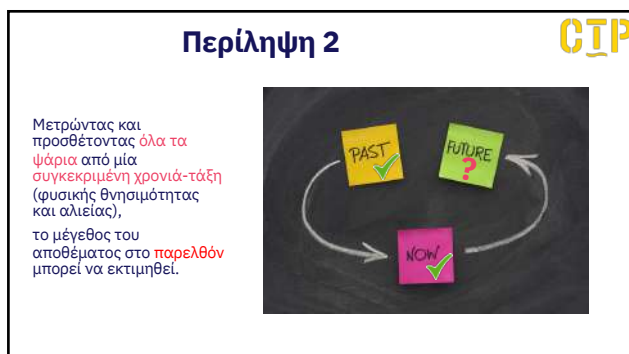 Περίληψη 2
CTP
Μετρώντας και
προσθέτοντας όλα τα
ψάρια από μία
συγκεκριμένη χρονιά-τάξη
(φυσικής θνησιμότητας
και αλιείας),
το μέγεθος του
αποθέματος στο παρελθόν
μπορεί να εκτιμηθεί.
PAST
FUTURE
?
NOW